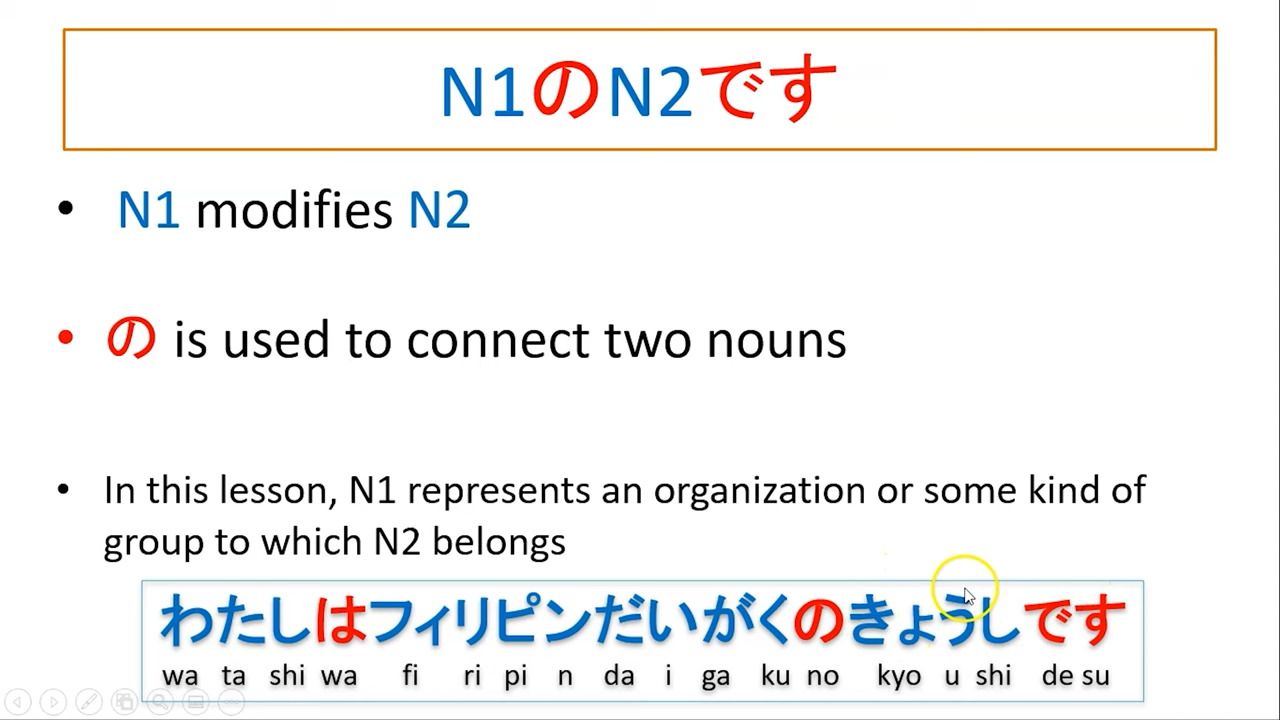 N1のN2です
• N1 modifies N2
• の is used to connect two nouns
• In this lesson, N1 represents an organization or some kind of
group to which N2 belongs
わたしはフィリピンだいがくのきょうしです
wa ta shi wa fi ri pi n da i ga ku no kyo u shi de su